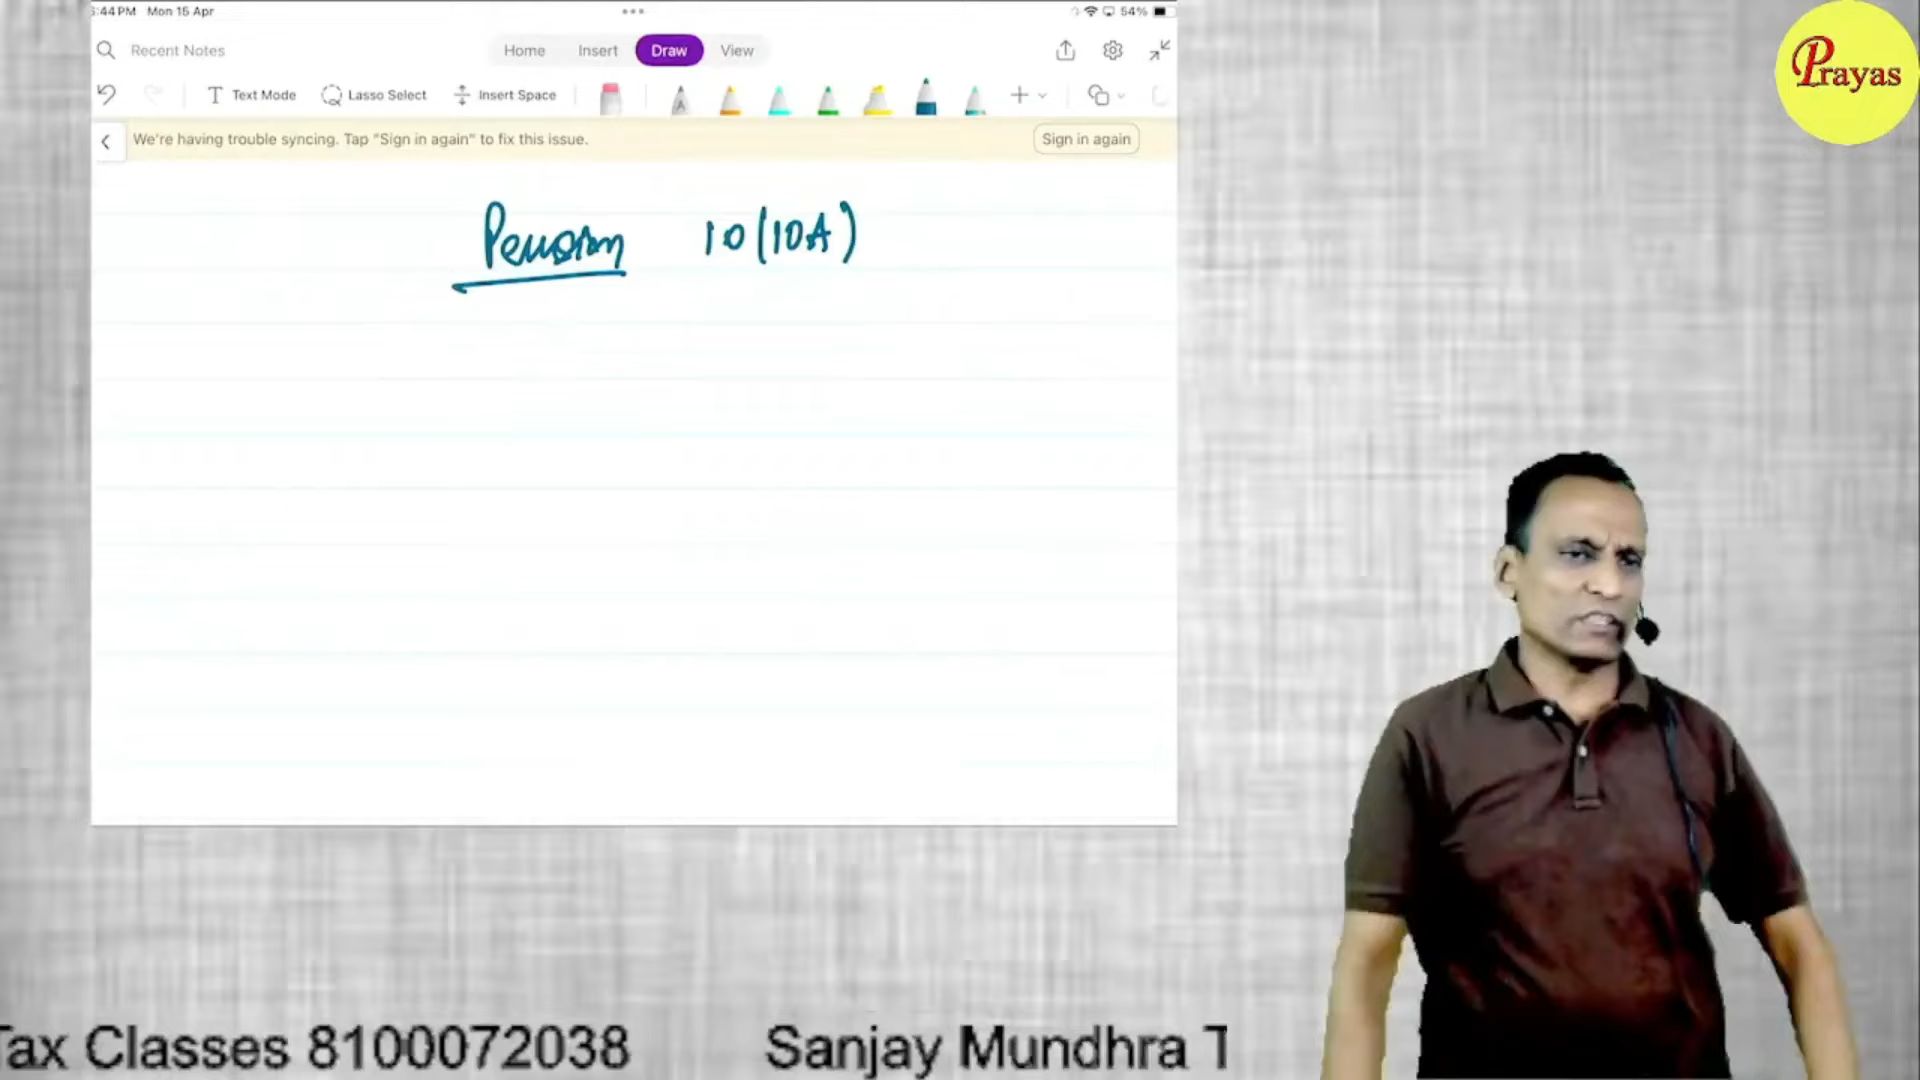 :44 PM Mon 15 Apr
54%
Recent Notes
Home Insert Draw View
Text Mode Lasso Select Insert Space
We're having trouble syncing. Tap "Sign in again" to fix this issue.
Sign in again
Pension 10(10A)
Prayas
Tax Classes 8100072038 Sanjay Mundhra T